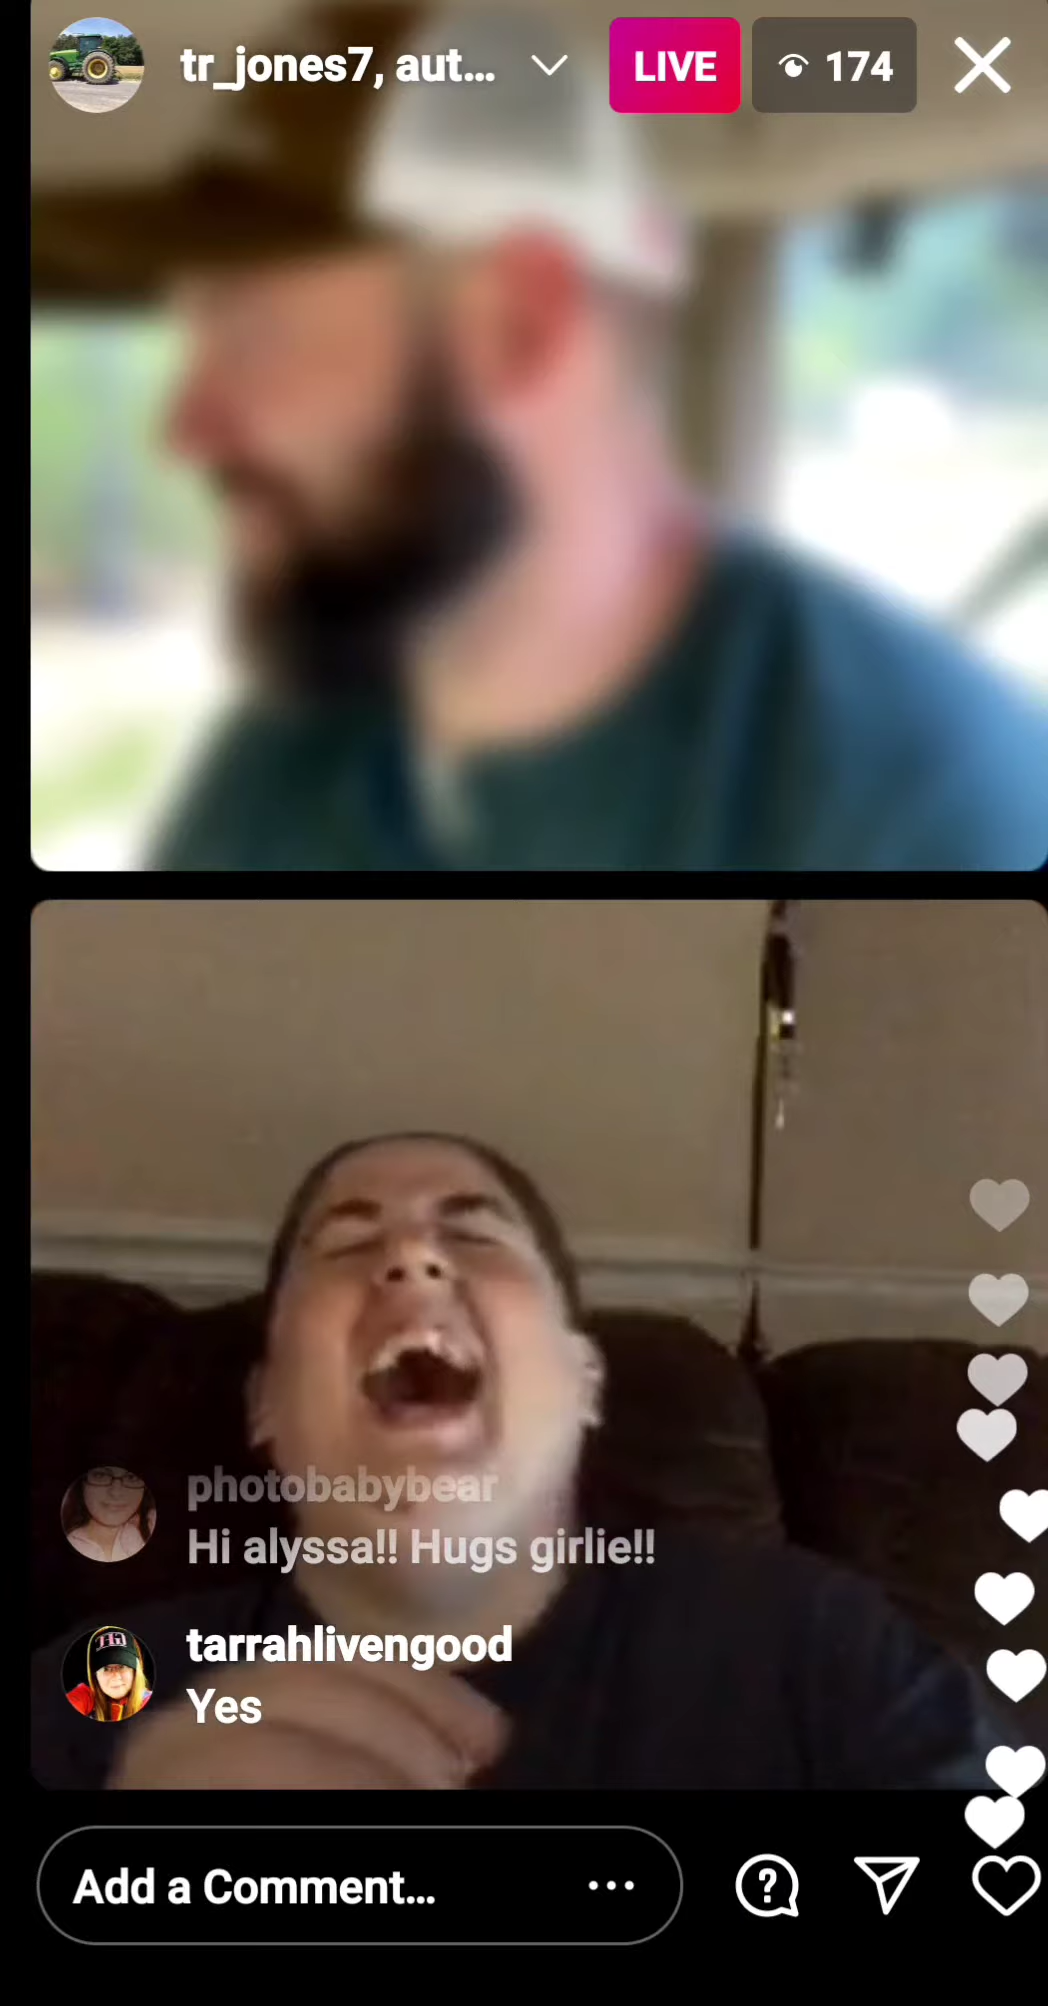 tr_jones7, aut...
LIVE
174
photobabybear
Hi alyssa!! Hugs girlie!!
tarrahlivengood
Yes
Add a Comment...